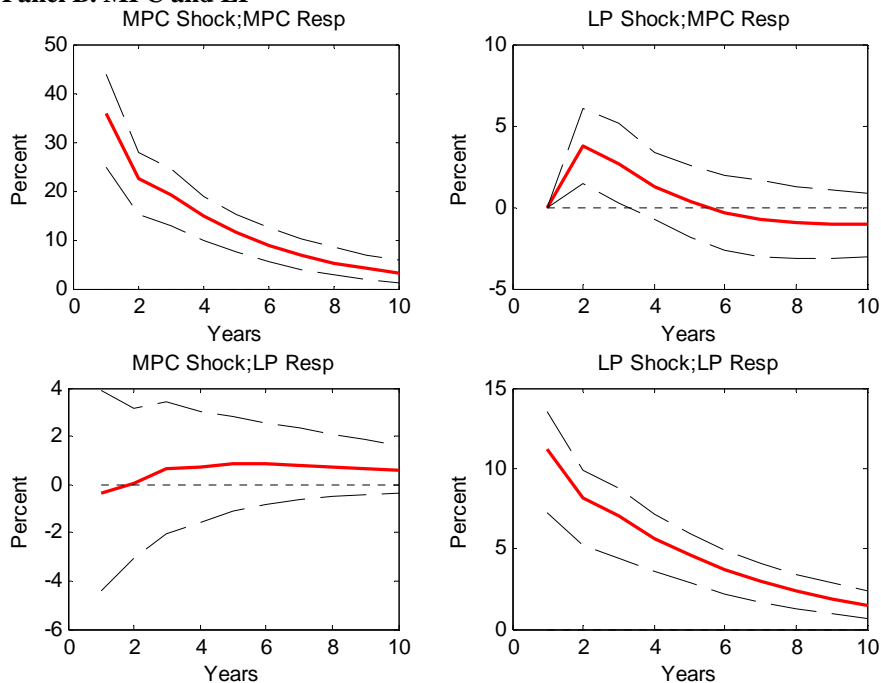 B. MPC and
MPC Shock;MPC Resp
50
40
30
20
10
0
Percent
0 2 4 6 8 10
Years
LP Shock;MPC Resp
10
5
0
-5
Percent
0 2 4 6 8 10
Years
MPC Shock;LP Resp
4
2
0
-2
-4
-6
Percent
0 2 4 6 8 10
Years
LP Shock;LP Resp
15
10
5
0
Percent
0 2 4 6 8 10
Years